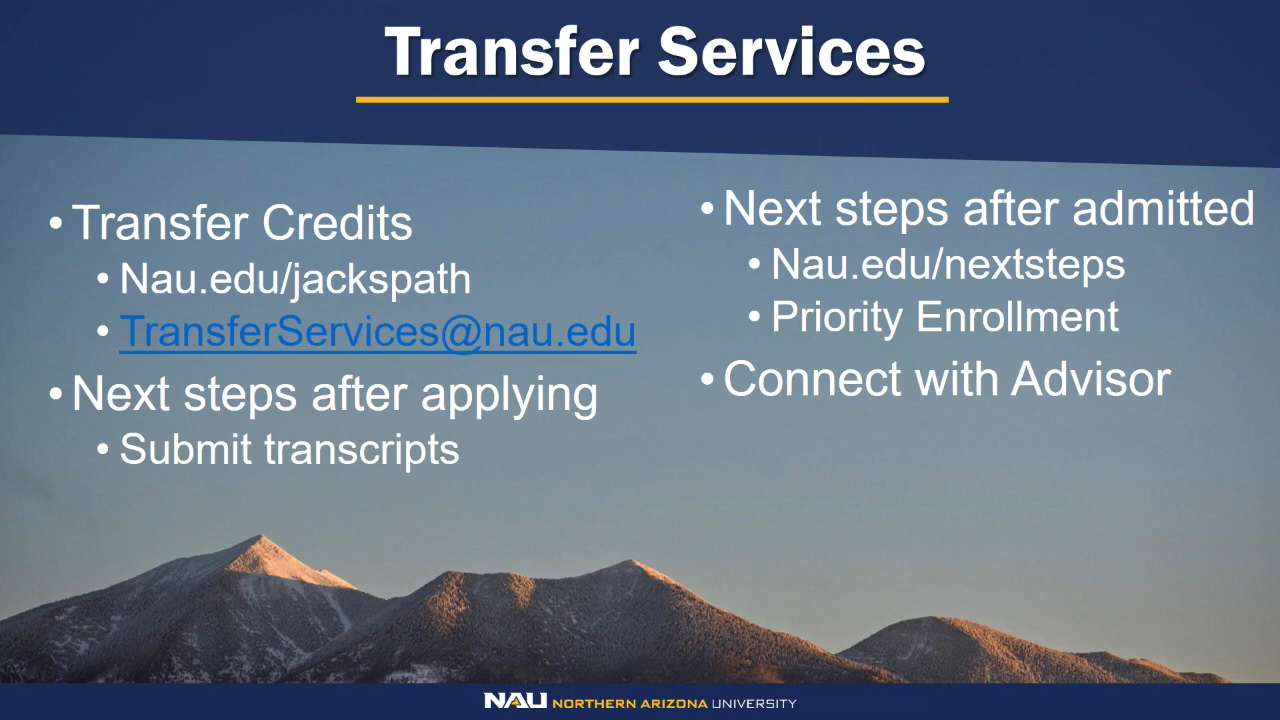 Transfer Services
• Transfer Credits
• Nau.edu/jackspath
• TransferServices@nau.edu
• Next steps after applying
• Submit transcripts
• Next steps after admitted
• Nau.edu/nextsteps
• Priority Enrollment
• Connect with Advisor
NAU NORTHERN ARIZONA UNIVERSITY